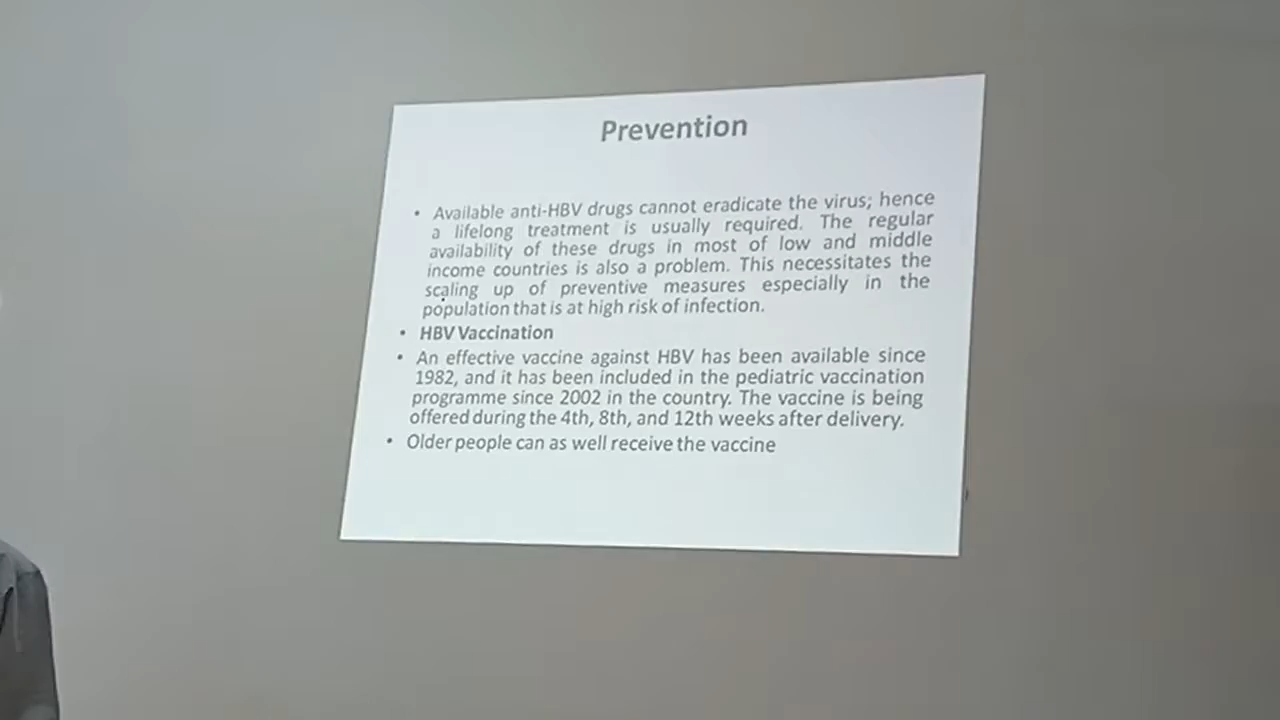 Prevention
• Available anti-HBV drugs cannot eradicate the virus; hence
a lifelong treatment is usually required. The regular
availability of these drugs in most of low and middle
income countries is also a problem. This necessitates the
scaling up of preventive measures especially in the
population that is at high risk of infection.
• HBV Vaccination
• An effective vaccine against HBV has been available since
1982, and it has been included in the pediatric vaccination
programme since 2002 in the country. The vaccine is being
offered during the 4th, 8th, and 12th weeks after delivery.
• Older people can as well receive the vaccine